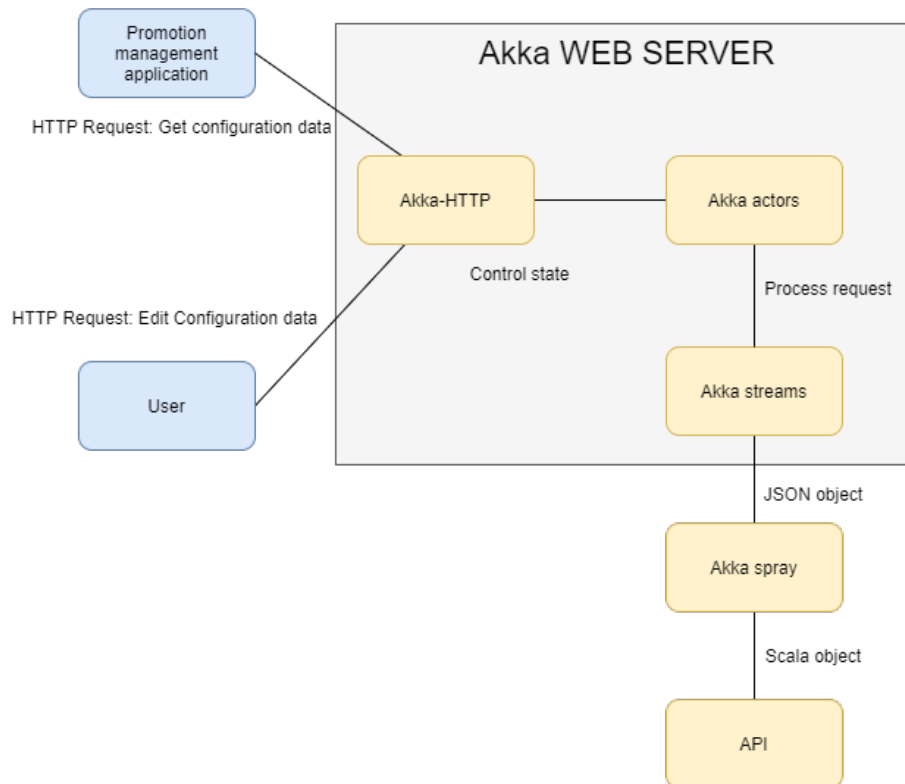 Promotion
management
application
Akka WEB SERVER
HTTP Request: Get configuration data
Akka-HTTP
Akka actors
Control state
Process request
HTTP Request: Edit Configuration data
User
Akka streams
JSON object
Akka spray
Scala object
API